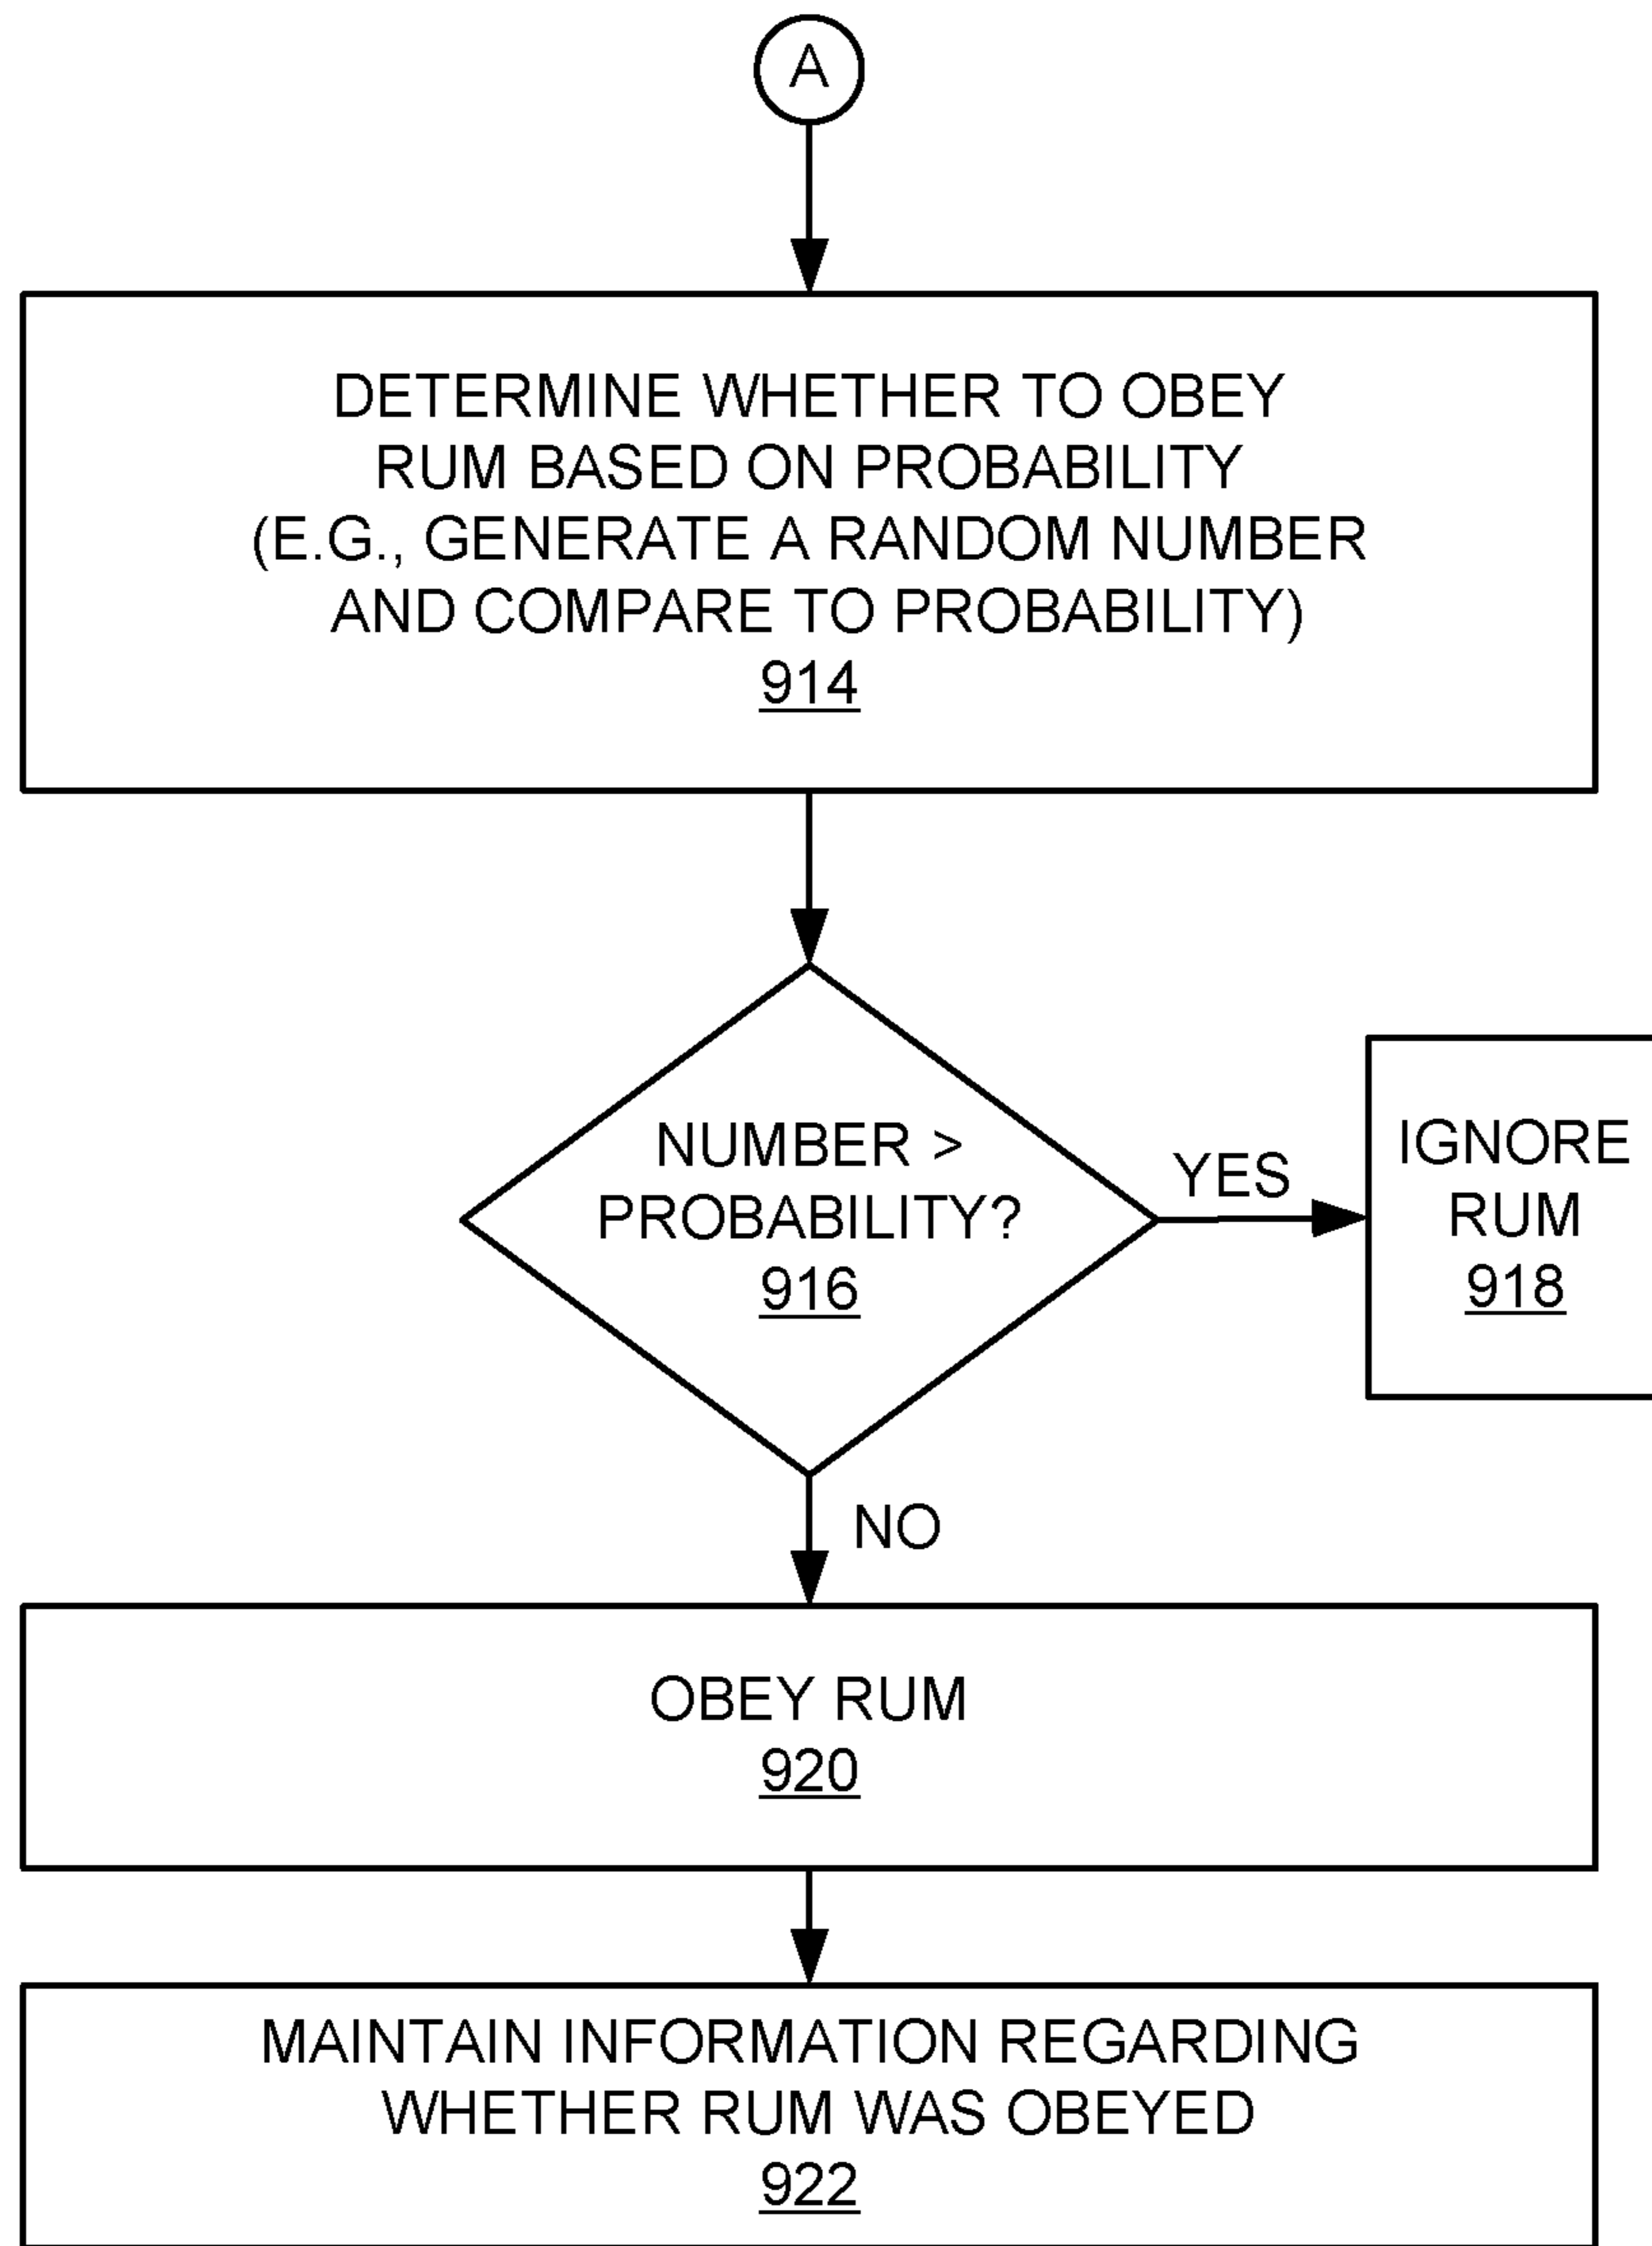 A
DETERMINE WHETHER TO OBEY
RUM BASED ON PROBABILITY
(E.G., GENERATE A RANDOM NUMBER
AND COMPARE TO PROBABILITY)
914
NUMBER >
PROBABILITY?
916
YES
IGNORE
RUM
918
NO
OBEY RUM
920
MAINTAIN INFORMATION REGARDING
WHETHER RUM WAS OBEYED
922